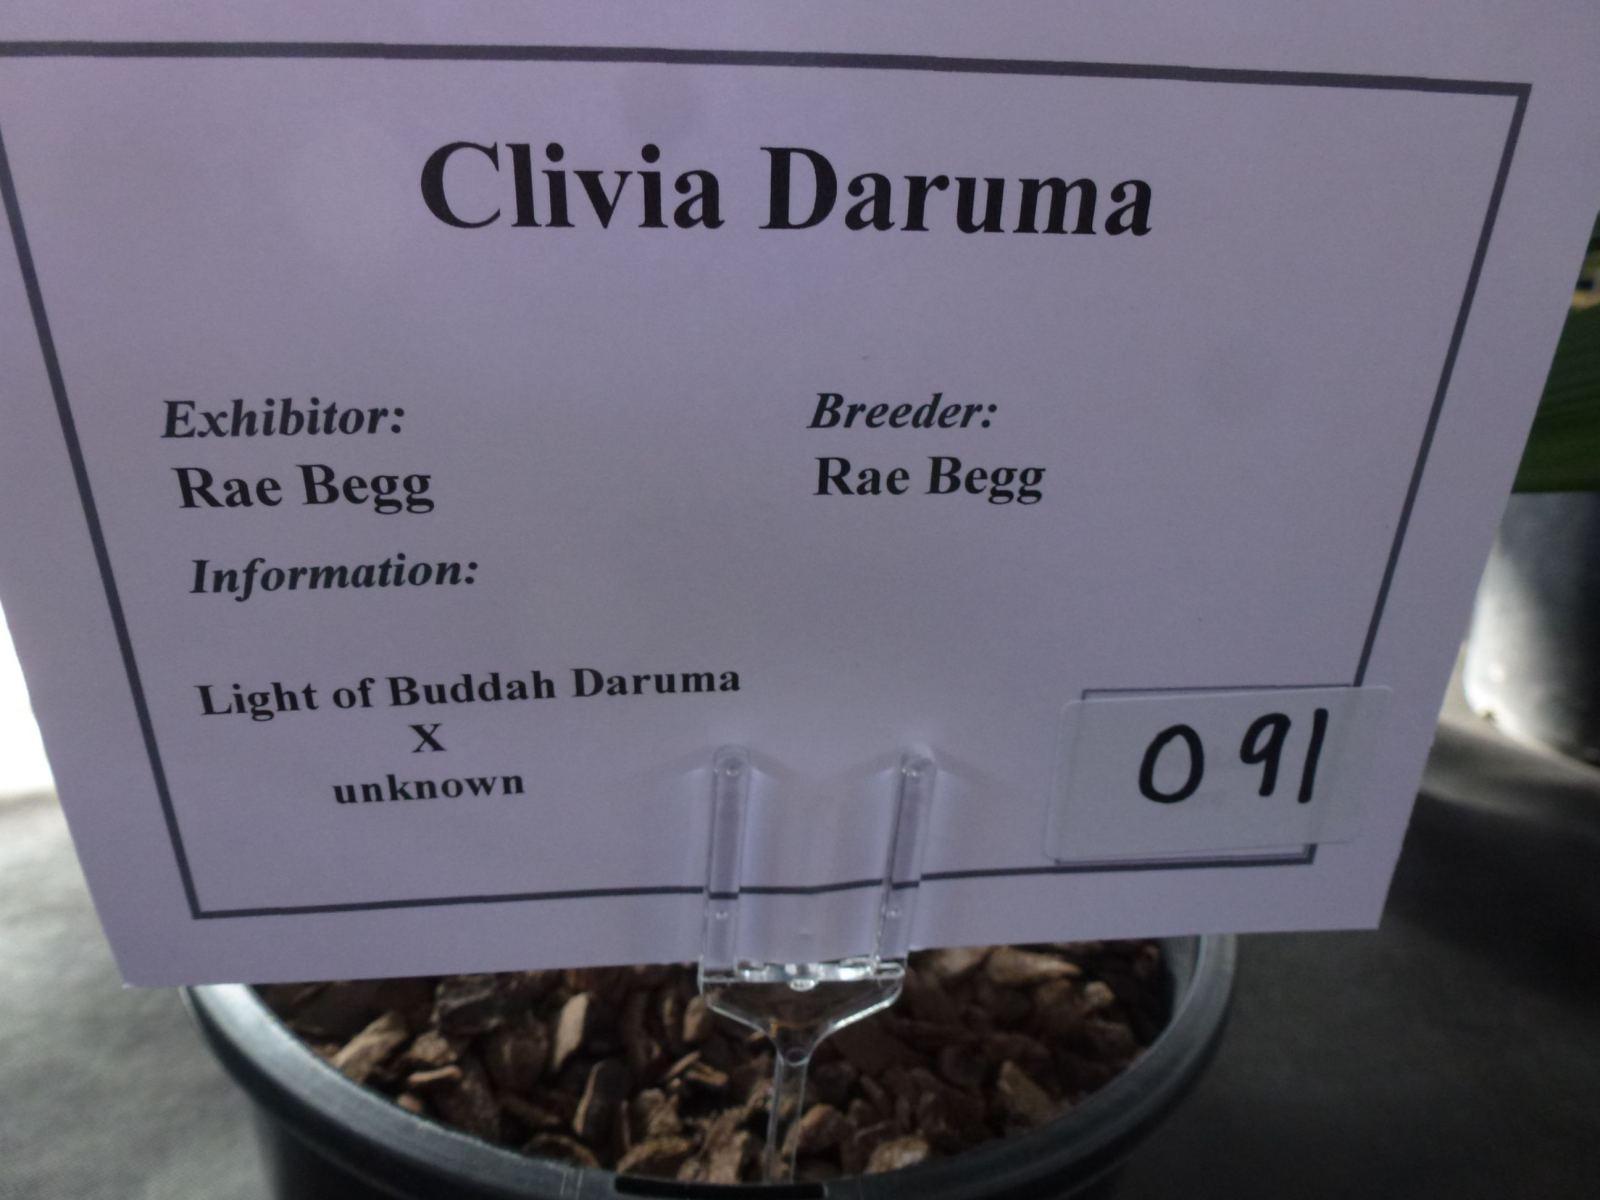 Clivia Daruma
Exhibitor:
Rae Begg
Breeder:
Rae Begg
Information:
Light of Buddah Daruma
X
unknown
091